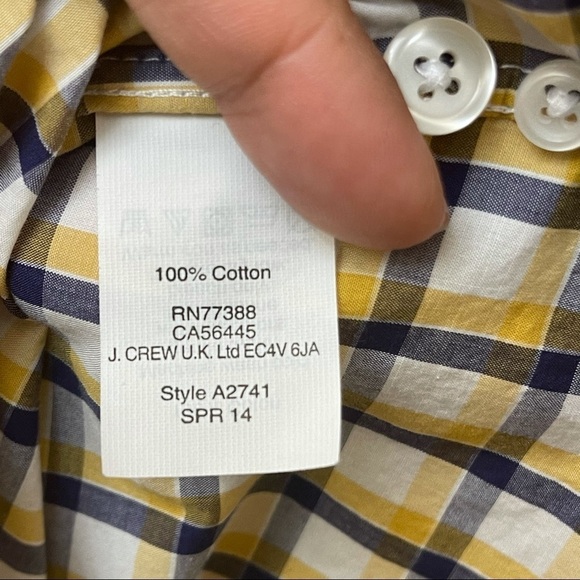 100% Cotton
RN77388
CA56445
J. CREW U.K. Ltd EC4V 6JA
Style A2741
SPR 14